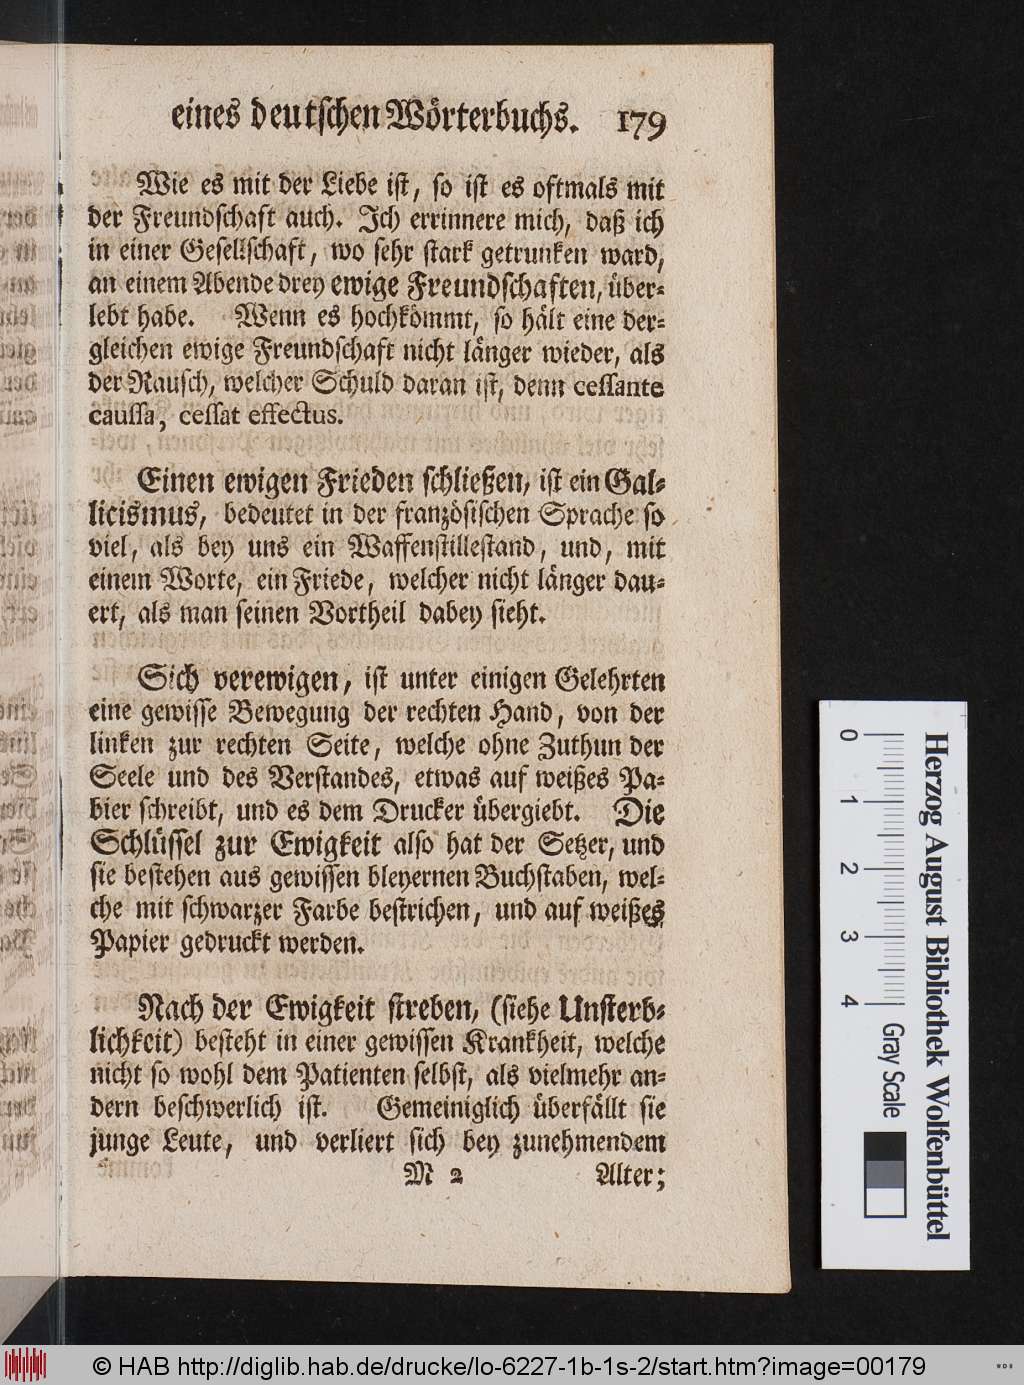 eines deutschen Wörterbuchs. 179
Wie es mit der Liebe ist, so ist es oftmals mit
der Freundschaft auch. Ich errinnere mich, daß ich
in einer Gesellschaft, wo sehr stark getrunken ward,
an einem Abende drey ewige Freundschaften, über-
lebt habe. Wenn es hochkömmt, so hält eine der-
gleichen ewige Freundschaft nicht länger wieder, als
der Rausch, welcher Schuld daran ist, denn cessante
caussa, cessat effectus.
Einen ewigen Frieden schließen, ist ein Gal-
licismus, bedeutet in der französischen Sprache so
viel, als bey uns ein Waffenstillestand, und, mit
einem Worte, ein Friede, welcher nicht länger dau-
ert, als man seinen Vortheil dabey sieht.
Sich verewigen, ist unter einigen Gelehrten
eine gewisse Bewegung der rechten Hand, von der
linken zur rechten Seite, welche ohne Zuthun der
Seele und des Verstandes, etwas auf weißes Pa-
bier schreibt, und es dem Drucker übergiebt. Die
Schlüssel zur Ewigkeit also hat der Setzer, und
sie bestehen aus gewissen bleyernen Buchstaben, wel-
che mit schwarzer Farbe bestrichen, und auf weißes
Papier gedruckt werden.
Nach der Ewigkeit streben, (siehe Unsterb-
lichkeit) besteht in einer gewissen Krankheit, welche
nicht so wohl dem Patienten selbst, als vielmehr an-
dern beschwerlich ist. Gemeiniglich überfällt sie
junge Leute, und verliert sich bey zunehmendem
M 2 Alter;
0 1 2 3 4 Gray Scale
Herzog August Bibliothek Wolfenbüttel
© HAB http://diglib.hab.de/drucke/lo-6227-1b-1s-2/start.htm?image=00179